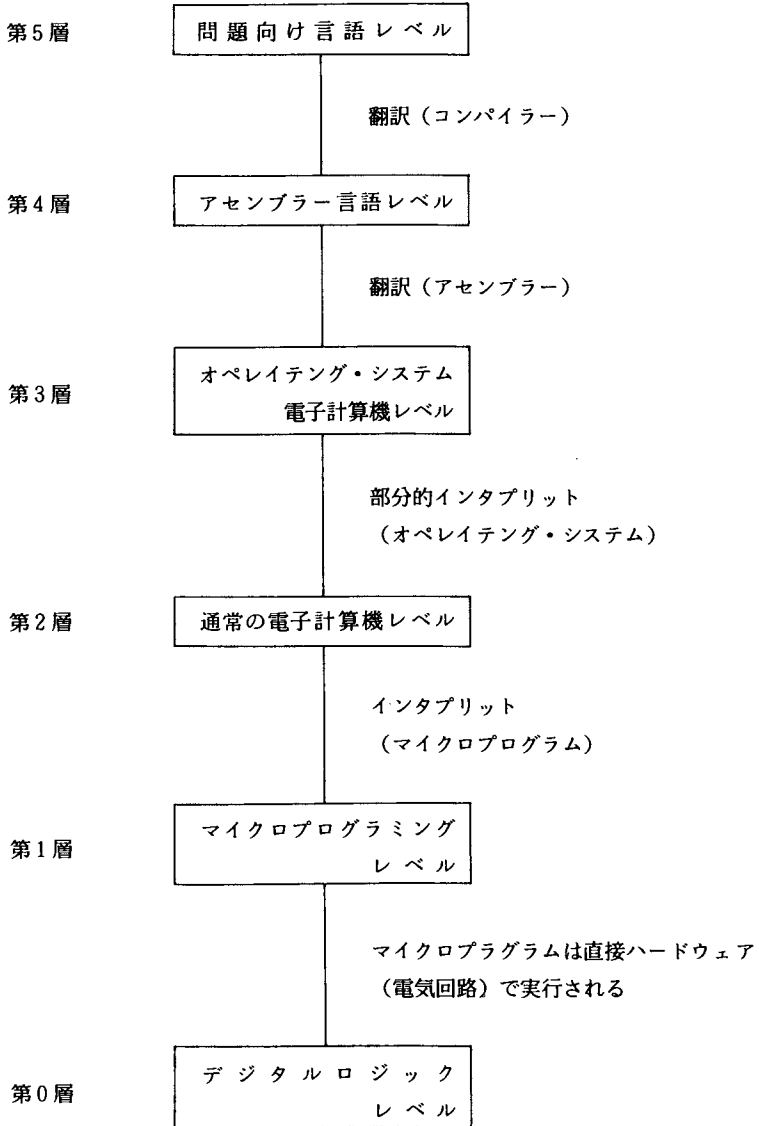 第5層 問題向け言語レベル
翻訳（コンパイラー）
第4層 アセンブラー言語レベル
翻訳（アセンブラー）
オペレイテング・システム
第3層
電子計算機レベル
部分的インタプリット
（オペレイテング・システム）
第2層 通常の電子計算機レベル
インタプリット
（マイクロプログラム）
マイクロプログラミング
第1層
レベル
マイクロプラグラムは直接ハードウェア
（電気回路）で実行される
デジタルロジック
第0層
レベル